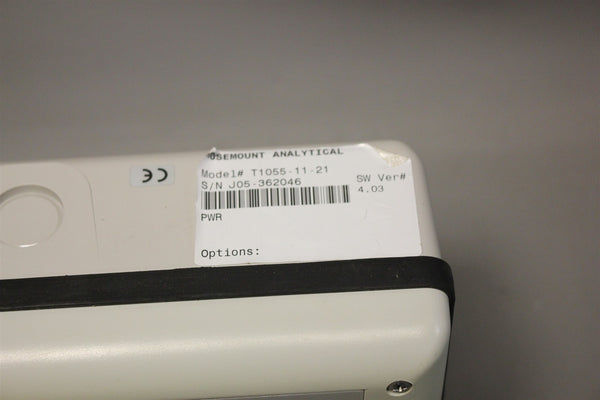 OSEMOUNT ANALYTICAL
Model# T1055-11-21
S/N J05-362046
SW Ver#
4.03
PWR
Options:
CE